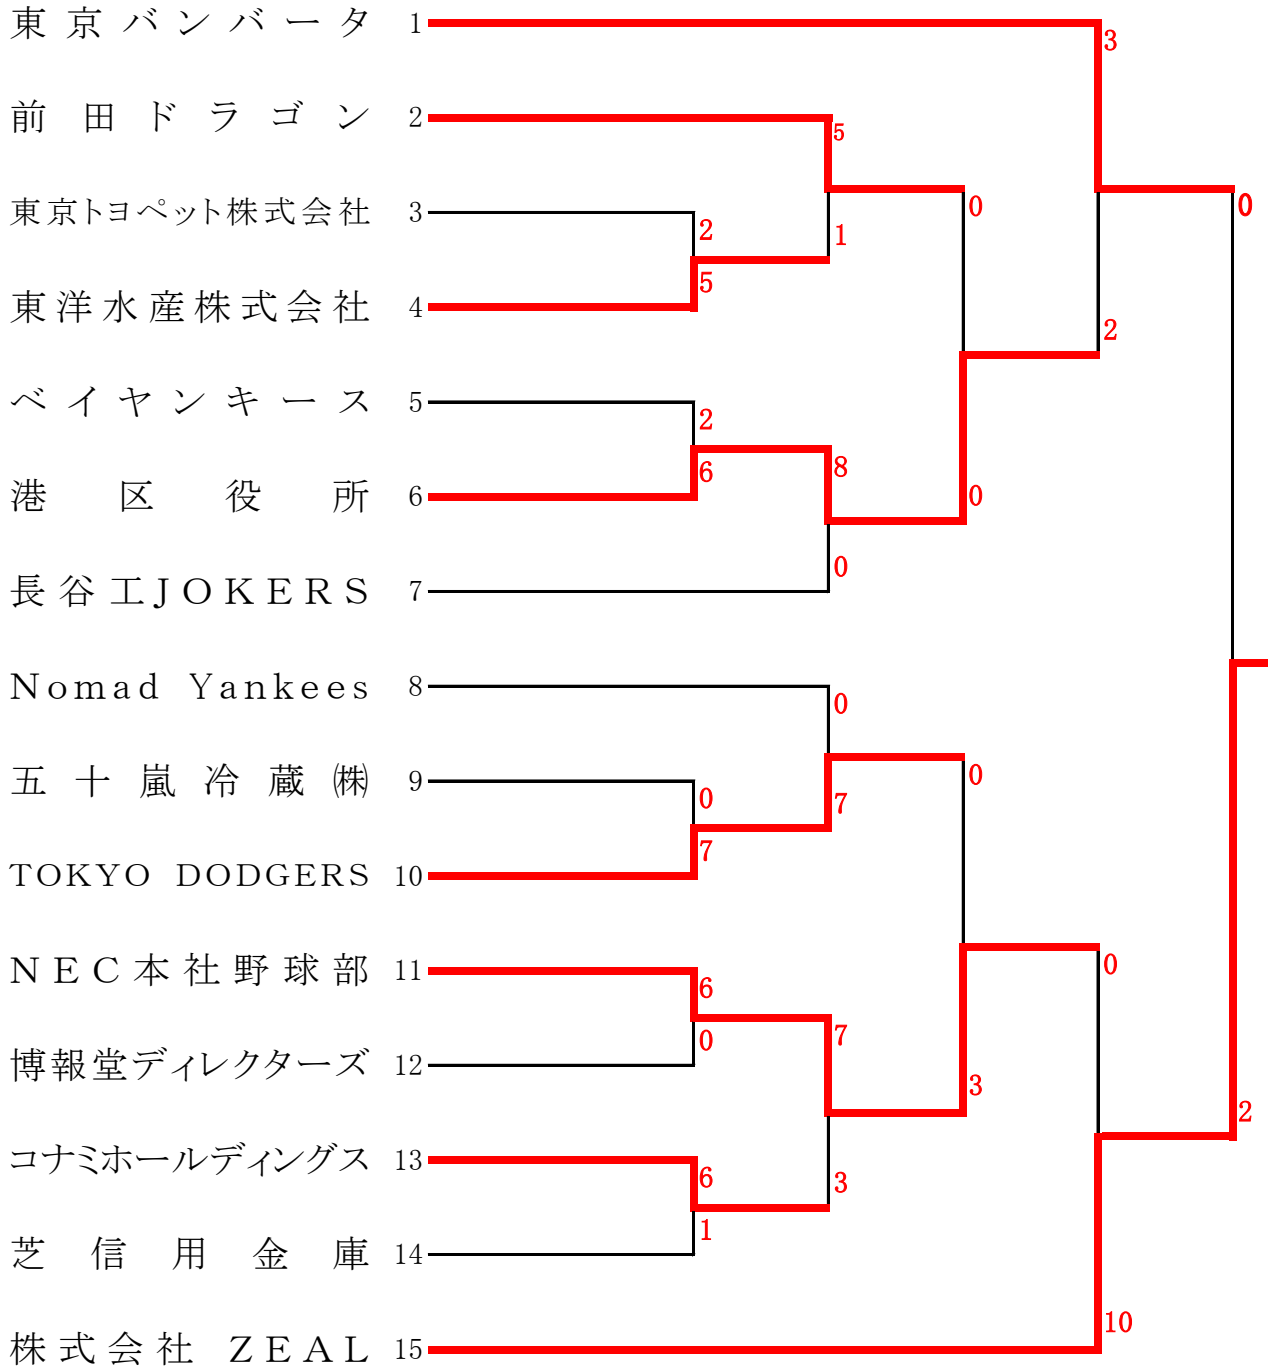 東京バンバータ 1
3
前田ドラゴン 2
5
東京トヨペット株式会社 3
0
0
2
1
5
東洋水産株式会社 4
2
ベイヤンキース 5
2
8
6
港区役所 6
0
0
長谷工JOKERS 7
Nomad Yankees 8
0
0
五十嵐冷蔵㈱ 9
0
7
7
TOKYO DODGERS 10
0
NEC本社野球部 11
6
7
0
博報堂ディレクターズ 12
3
2
コナミホールディングス 13
6
3
1
芝信用金庫 14
10
株式会社 ZEAL 15